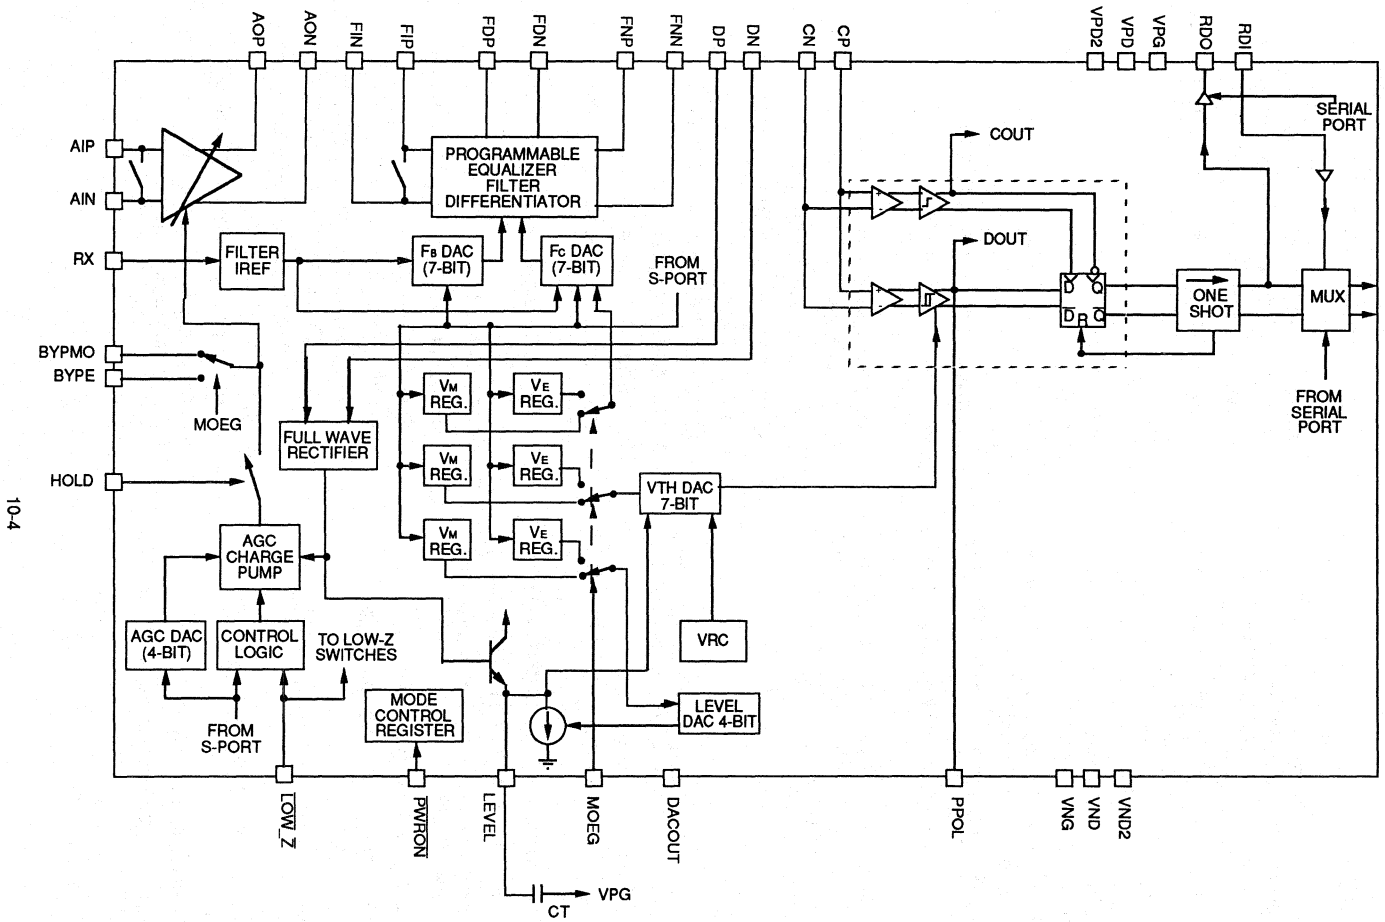 AOP
AON
FIN
FIP
FDP
FDN
FNP
FNN
DP
DN
CN
CP
VPD2
VPD
VPG
RDO
RDI
AIP
AIN
RX
BYPMO
BYPE
MOEG
HOLD
PROGRAMMABLE
EQUALIZER
FILTER
DIFFERENTIATOR
FILTER
IREF
FB DAC
(7-BIT)
FC DAC
(7-BIT)
FROM
S-PORT
COUT
DOUT
SERIAL
PORT
+
-
+
-
D
Q
D
R
Q
ONE
SHOT
MUX
FROM
SERIAL
PORT
FULL WAVE
RECTIFIER
VM
REG.
VE
REG.
VM
REG.
VE
REG.
VM
REG.
VE
REG.
VTH DAC
7-BIT
VRC
AGC
CHARGE
PUMP
AGC DAC
(4-BIT)
CONTROL
LOGIC
TO LOW-Z
SWITCHES
FROM
S-PORT
MODE
CONTROL
REGISTER
LEVEL
DAC 4-BIT
LOW_Z
PWRON
LEVEL
MOEG
DACOUT
PPOL
VNG
VND
VND2
CT
VPG
10-4